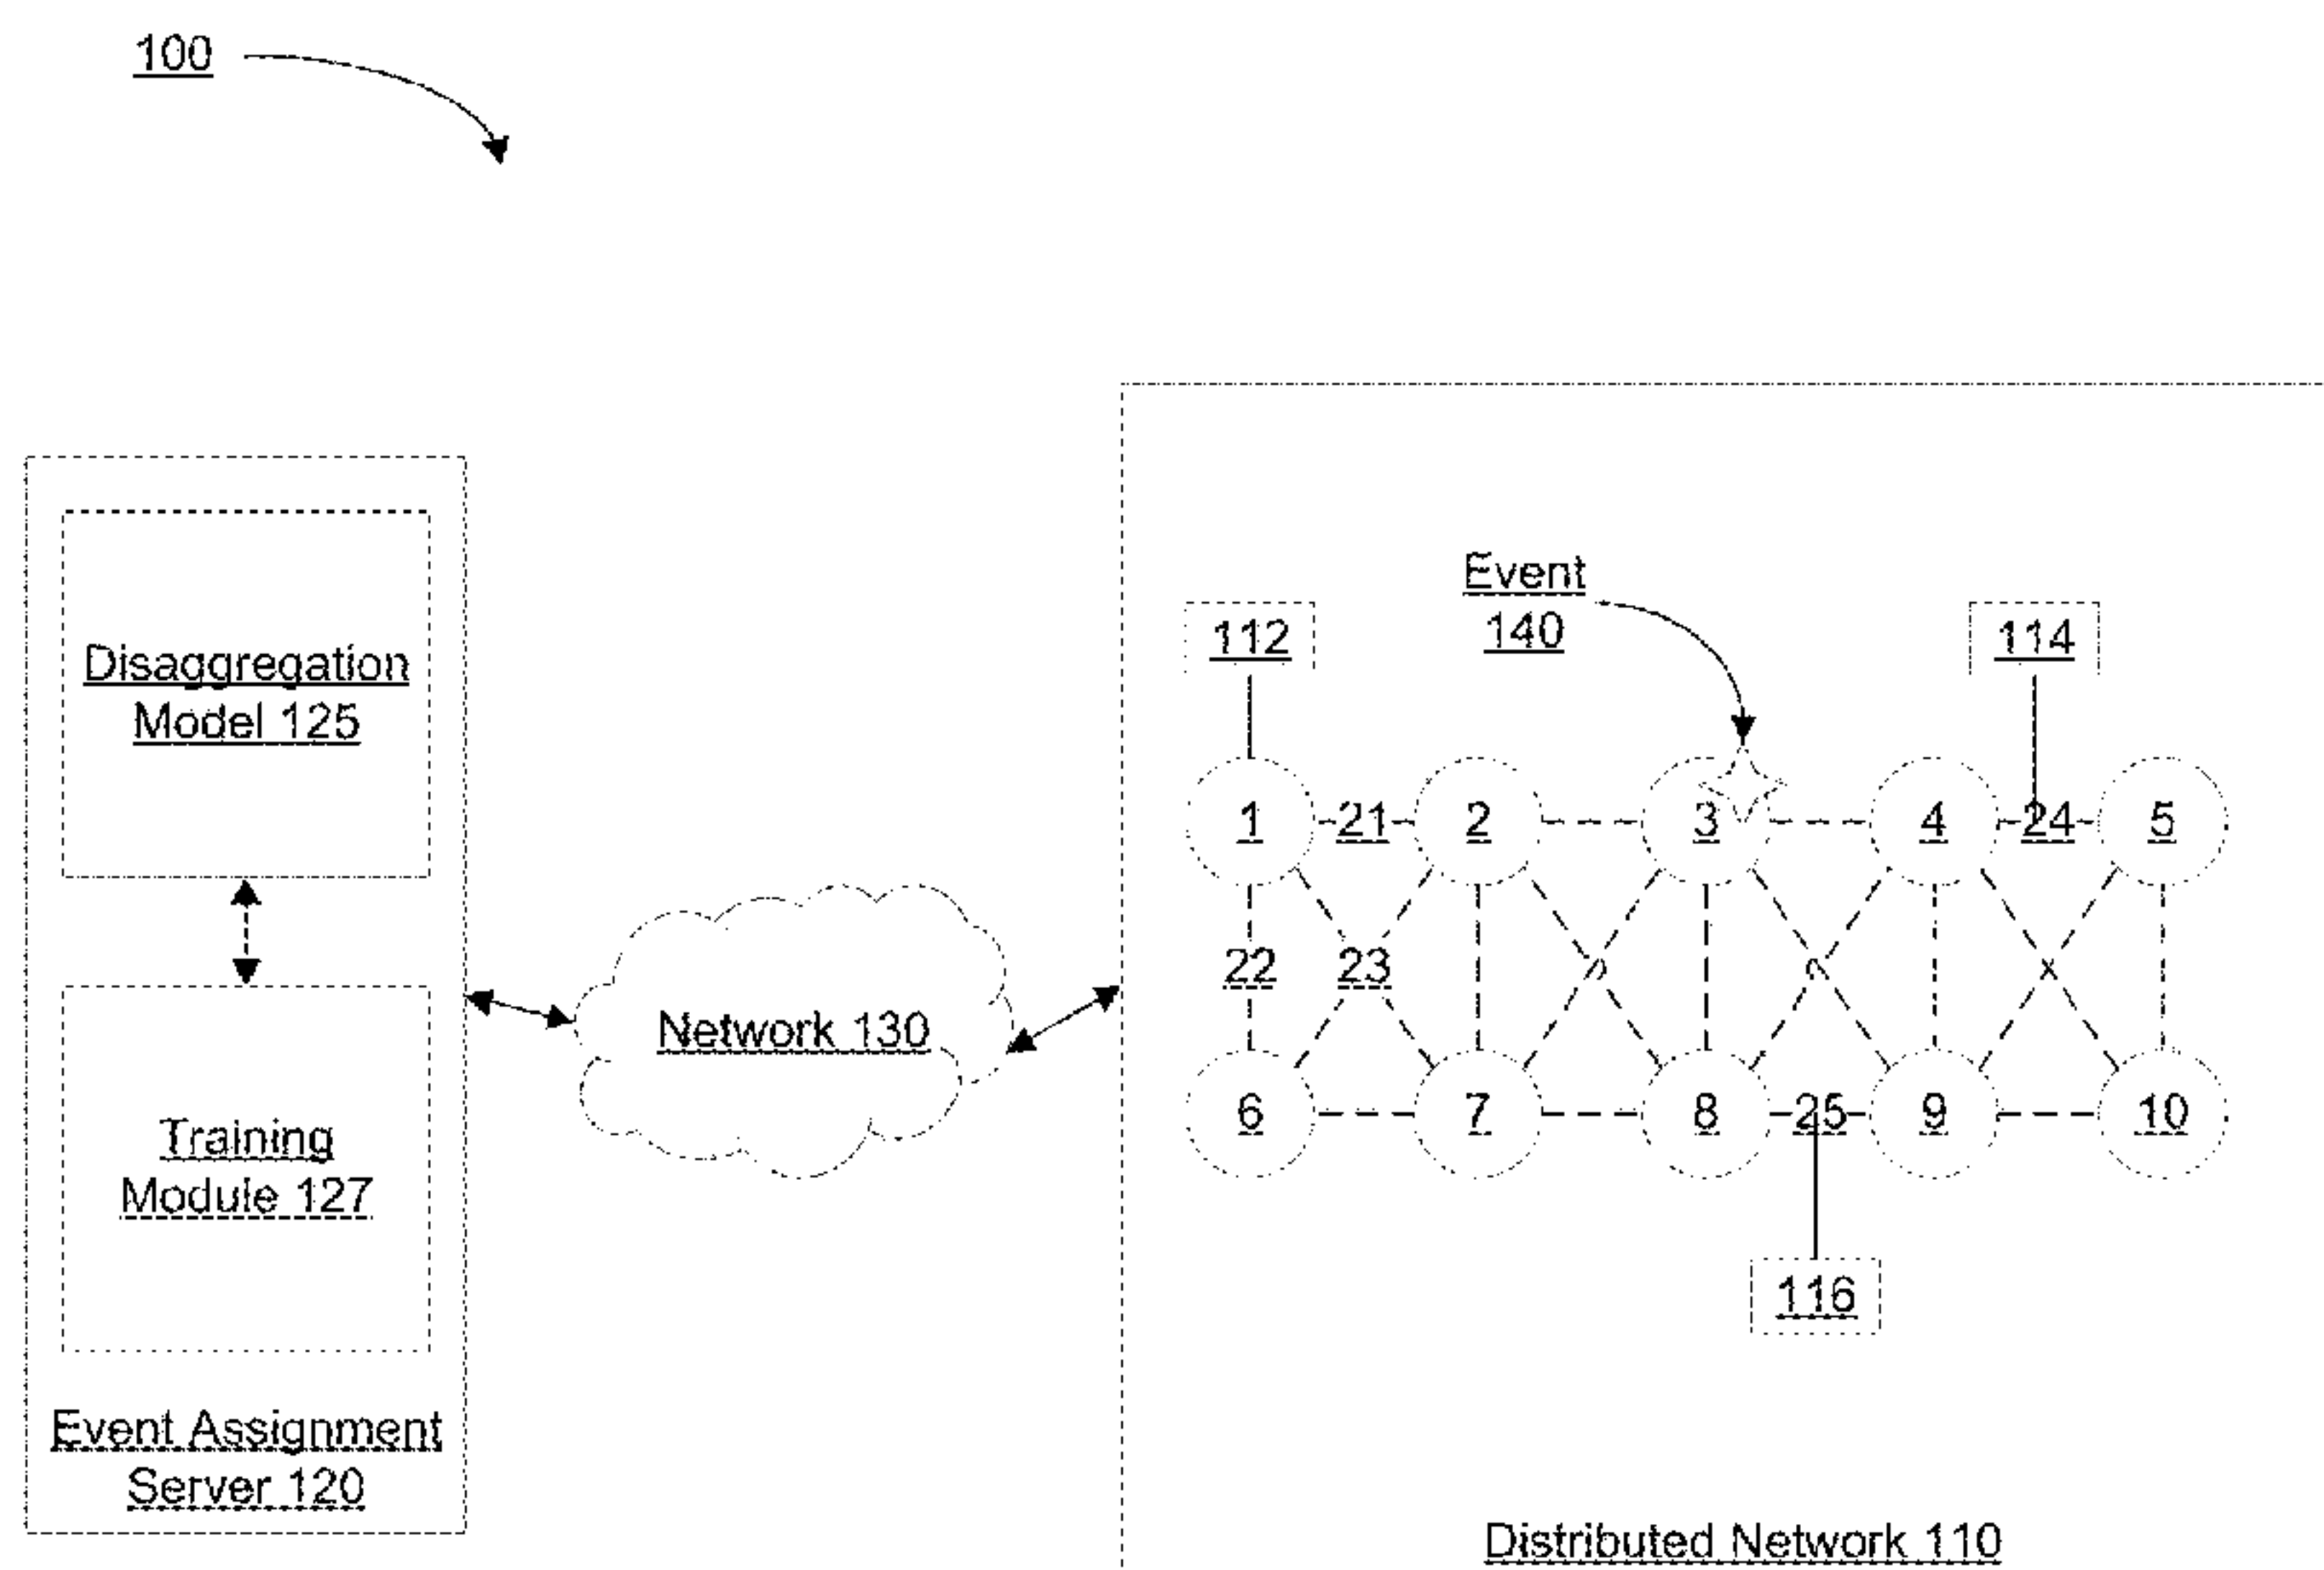 100
Disaggregation
Model 125
Training
Module 127
Event Assignment
Server 120
Network 130
Event
140
112
114
1
21
2
3
4
24
5
22
23
6
7
8
25
9
10
116
Distributed Network 110